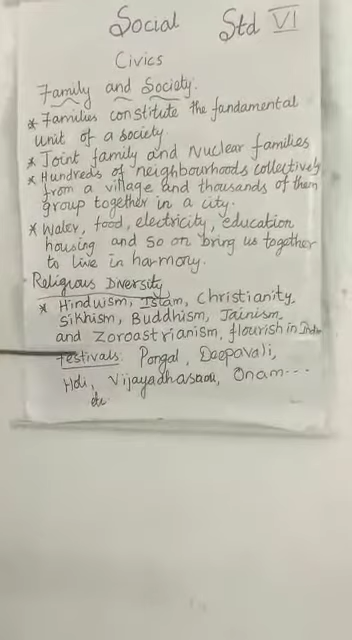 Social Std VI
Civics
Family and Society.
* Families constitute the fundamental
unit of a society.
* Joint family and Nuclear families
* Hundreds of neighbourhoods collectively
from a village and thousands of them
group together in a city.
* Water, food, electricity, education
housing and so on bring us together
to live in harmony.
Religious Diversity
* Hinduism, Islam, Christianity,
Sikhism, Buddhism, Jainism
and Zoroastrianism, flourish in India
Festivals: Pongal, Deepavali,
Holi, Vijayadhasami, Onam...
etc